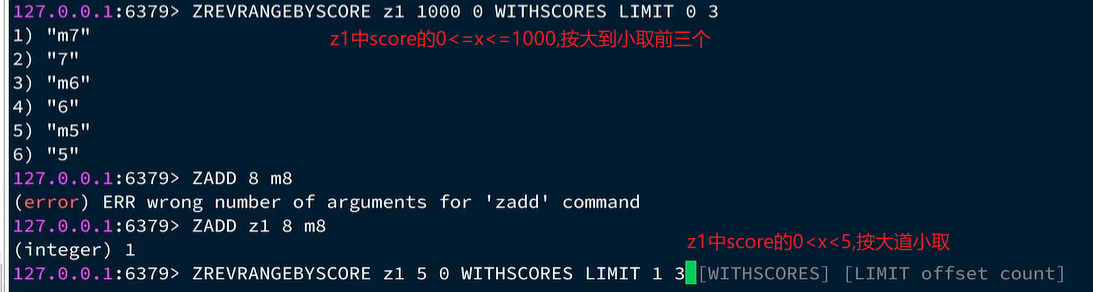 127.0.0.1:6379> ZREVRANGEBYSCORE z1 1000 0 WITHSCORES LIMIT 0 3
1) "m7"
z1中score的0<=x<=1000,按大到小取前三个
2) "7"
3) "m6"
4) "6"
5) "m5"
6) "5"
127.0.0.1:6379> ZADD 8 m8
(error) ERR wrong number of arguments for 'zadd' command
127.0.0.1:6379> ZADD z1 8 m8
(integer) 1
z1中score的0<x<5,按大道小取
127.0.0.1:6379> ZREVRANGEBYSCORE z1 5 0 WITHSCORES LIMIT 1 3 [WITHSCORES] [LIMIT offset count]